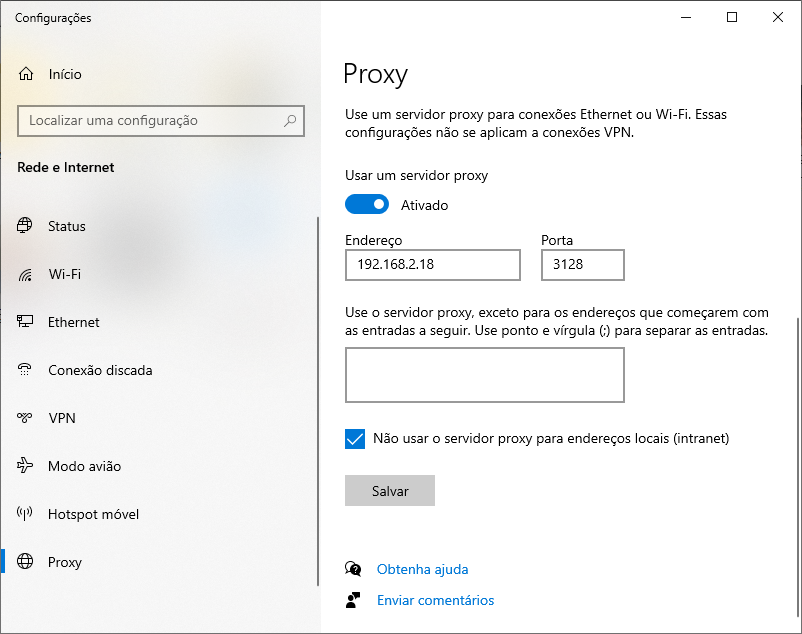 Configurações
Início
Localizar uma configuração
Rede e Internet
Status
Wi-Fi
Ethernet
Conexão discada
VPN
Modo avião
Hotspot móvel
Proxy
Proxy
Use um servidor proxy para conexões Ethernet ou Wi-Fi. Essas
configurações não se aplicam a conexões VPN.
Usar um servidor proxy
Ativado
Endereço Porta
192.168.2.18 3128
Use o servidor proxy, exceto para os endereços que começarem com
as entradas a seguir. Use ponto e vírgula (;) para separar as entradas.
Não usar o servidor proxy para endereços locais (intranet)
Salvar
Obtenha ajuda
Enviar comentários